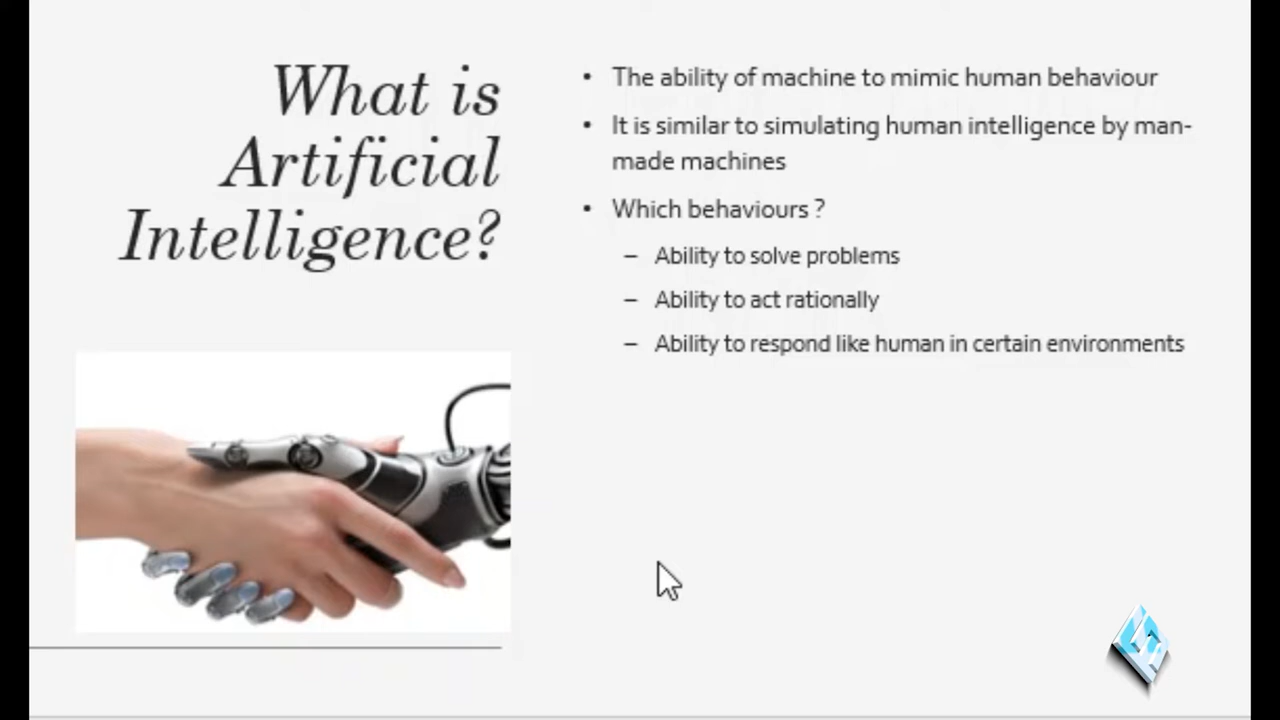 What is
Artificial
Intelligence?
• The ability of machine to mimic human behaviour
• It is similar to simulating human intelligence by man-
made machines
• Which behaviours ?
– Ability to solve problems
– Ability to act rationally
– Ability to respond like human in certain environments